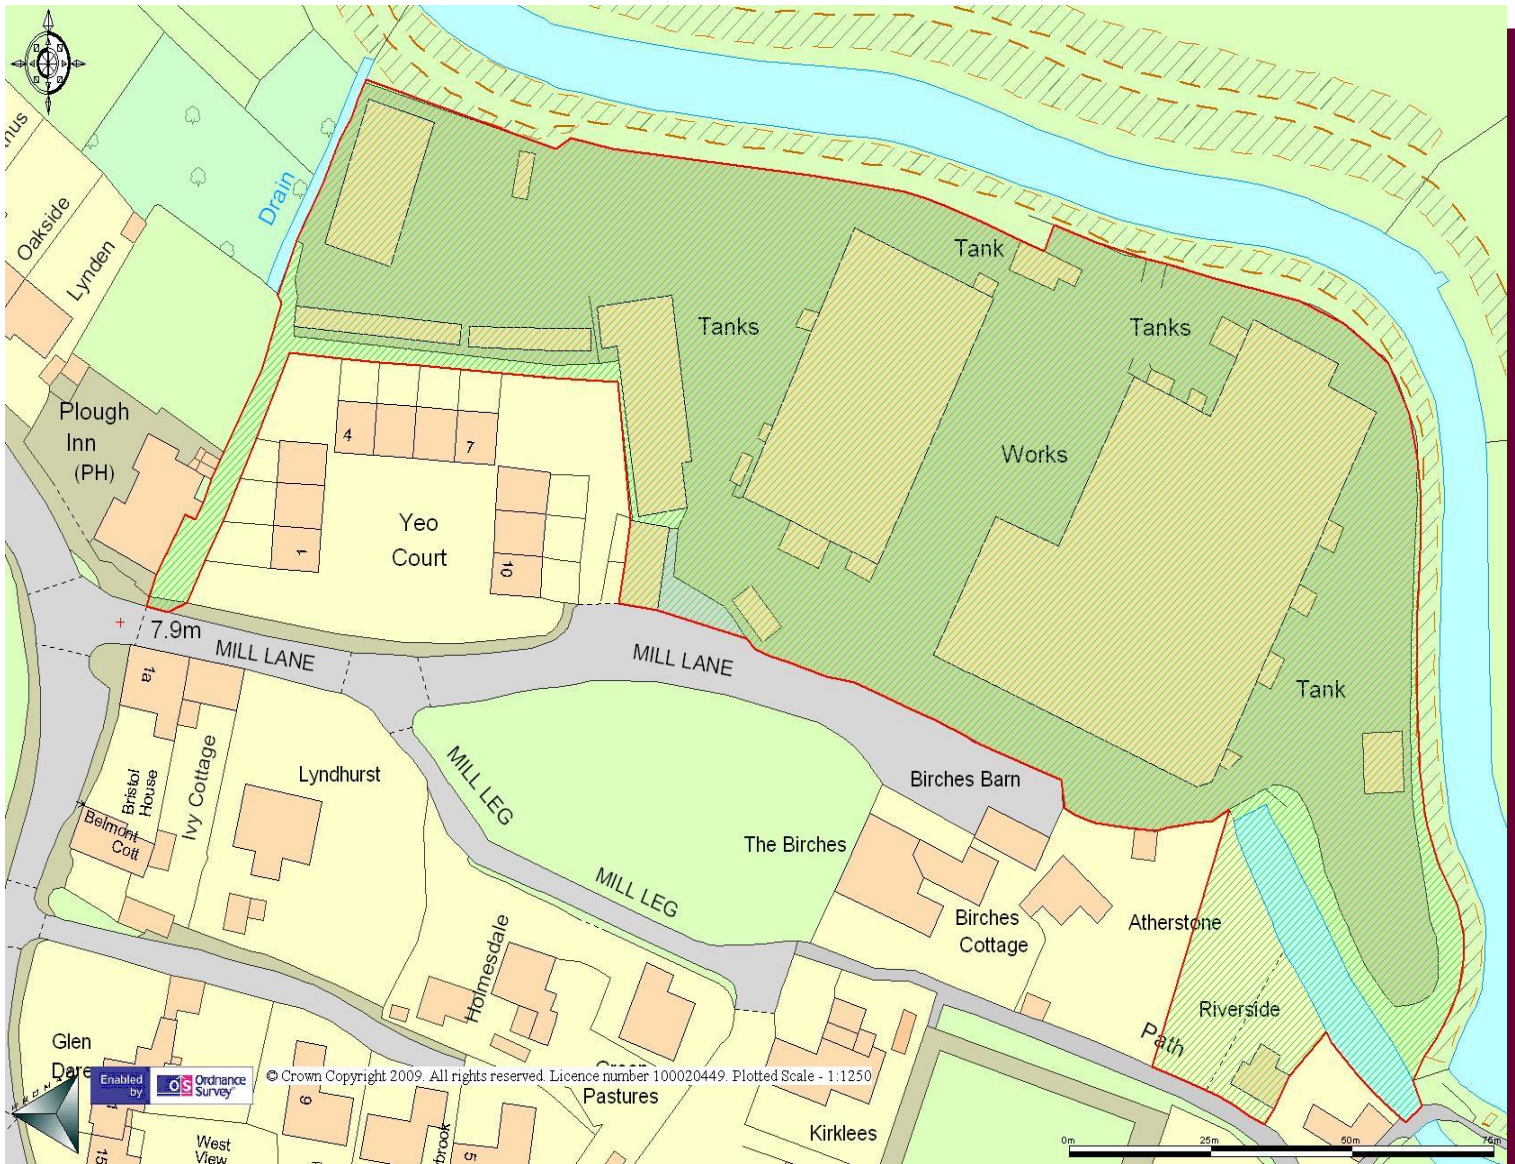 Drain
Oakside
Lynden
Tank
Tanks
Tanks
Works
Plough
Inn
(PH)
4
7
1
10
Yeo
Court
7.9m
MILL LANE
MILL LANE
Tank
1a
Bristol
House
Ivy Cottage
Belmont
Cott
Lyndhurst
MILL LEG
MILL LEG
Birches Barn
The Birches
Birches
Cottage
Atherstone
Holmesdale
Riverside
Path
Glen
Enabled
by
OS Ordnance
Survey
© Crown Copyright 2009. All rights reserved. Licence number 100020449. Plotted Scale - 1:1250
Pastures
9
Kirklees
West
View
15
5
0m
25m
50m
75m